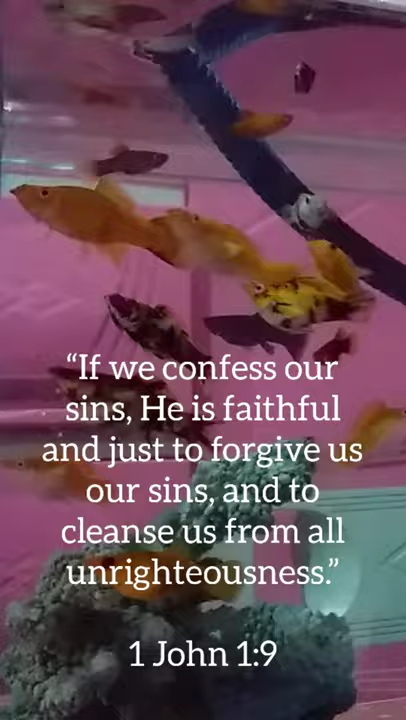 “If we confess our
sins, He is faithful
and just to forgive us
our sins, and to
cleanse us from all
unrighteousness.”
1 John 1:9